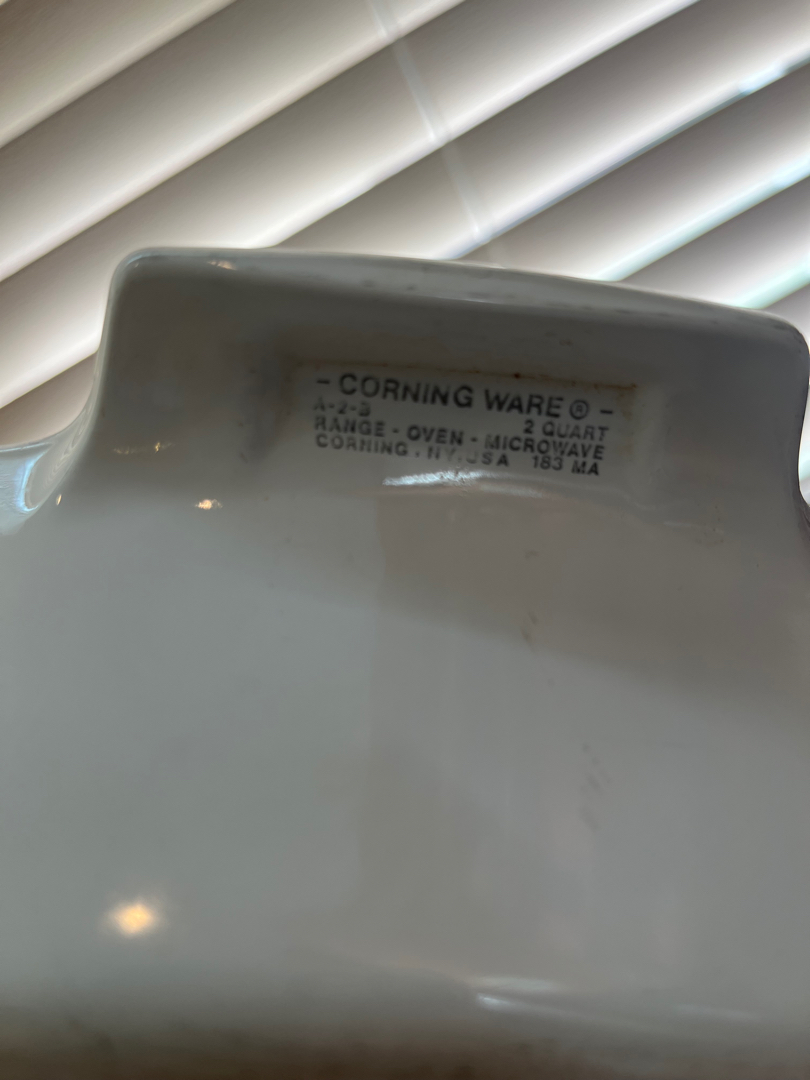 - CORNING WARE ® -
A-2-B
2 QUART
RANGE - OVEN - MICROWAVE
CORNING, NY. USA 183 MA